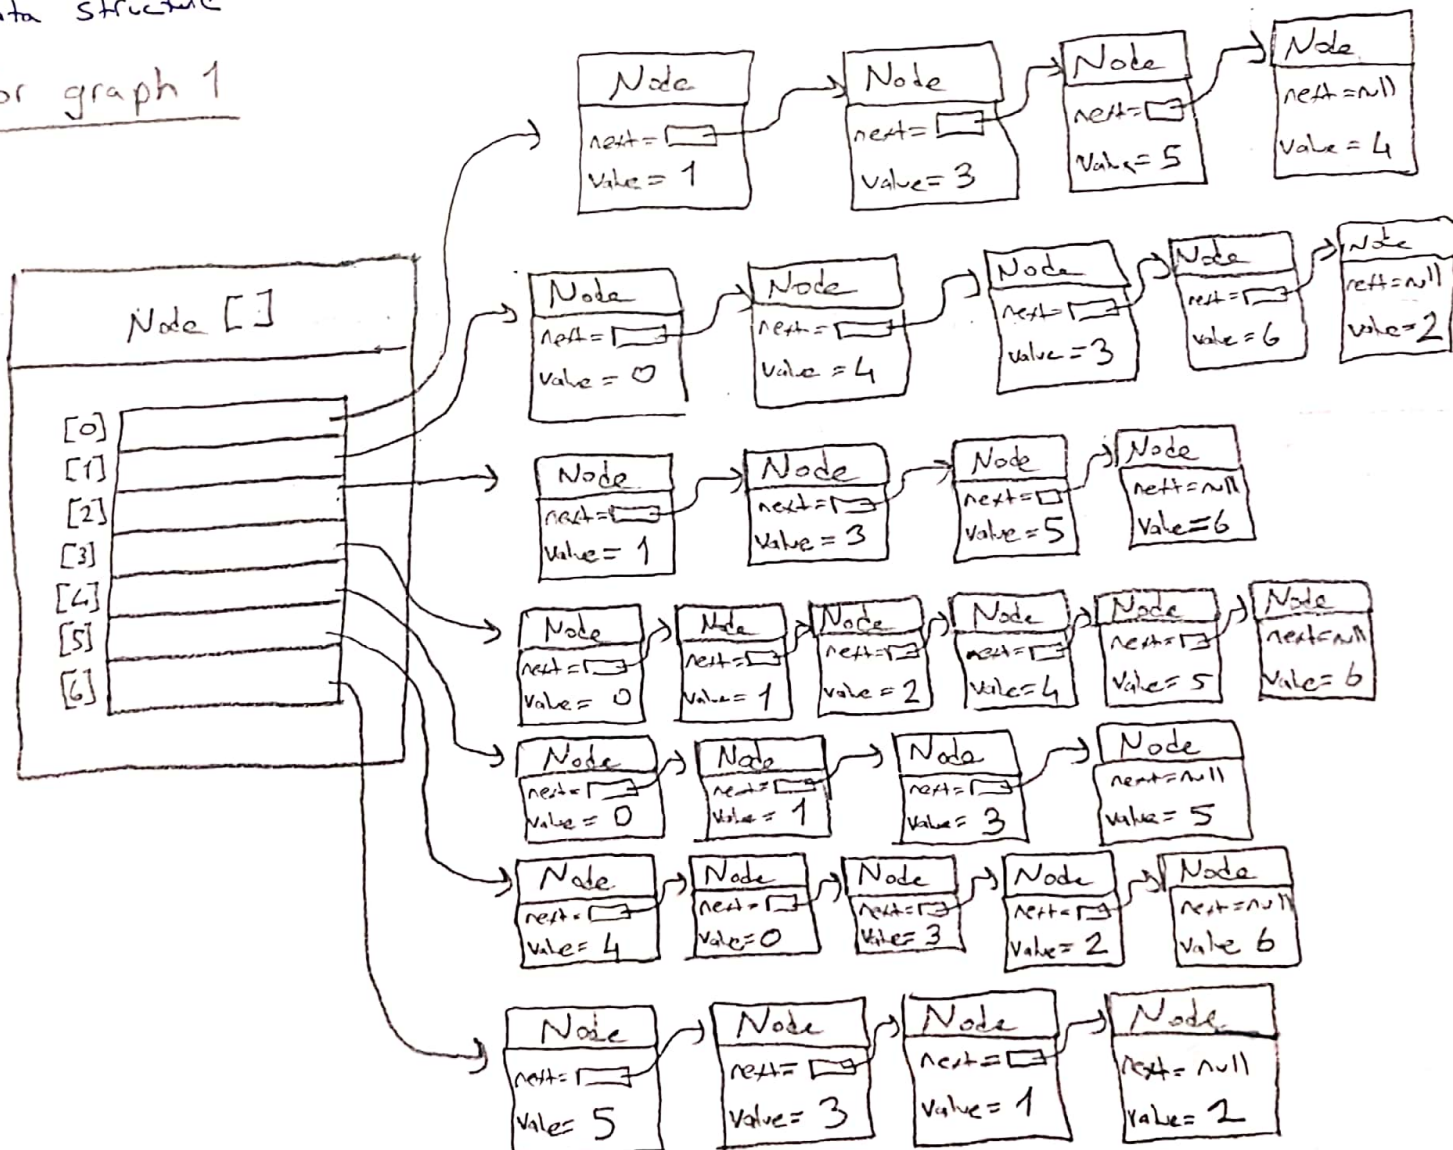 data structure
for graph 1
Node []
[0]
[1]
[2]
[3]
[4]
[5]
[6]
Node Node Node Node
next= next= next= next=null
Value = 1 Value = 3 Value = 5 Value = 4
Node Node Node Node Node
next= next= next= next= next=null
Value = 0 Value = 4 Value = 3 Value = 6 Value = 2
Node Node Node Node
next= next= next= next=null
Value = 1 Value = 3 Value = 5 Value = 6
Node Node Node Node Node Node
next= next= next= next= next= next=null
Value = 0 Value = 1 Value = 2 Value = 4 Value = 5 Value = 6
Node Node Node Node
next= next= next= next=null
Value = 0 Value = 1 Value = 3 Value = 5
Node Node Node Node Node
next= next= next= next= next=null
Value = 4 Value = 0 Value = 3 Value = 2 Value 6
Node Node Node Node
next= next= next= next= null
Value = 5 Value = 3 Value = 1 Value = 2